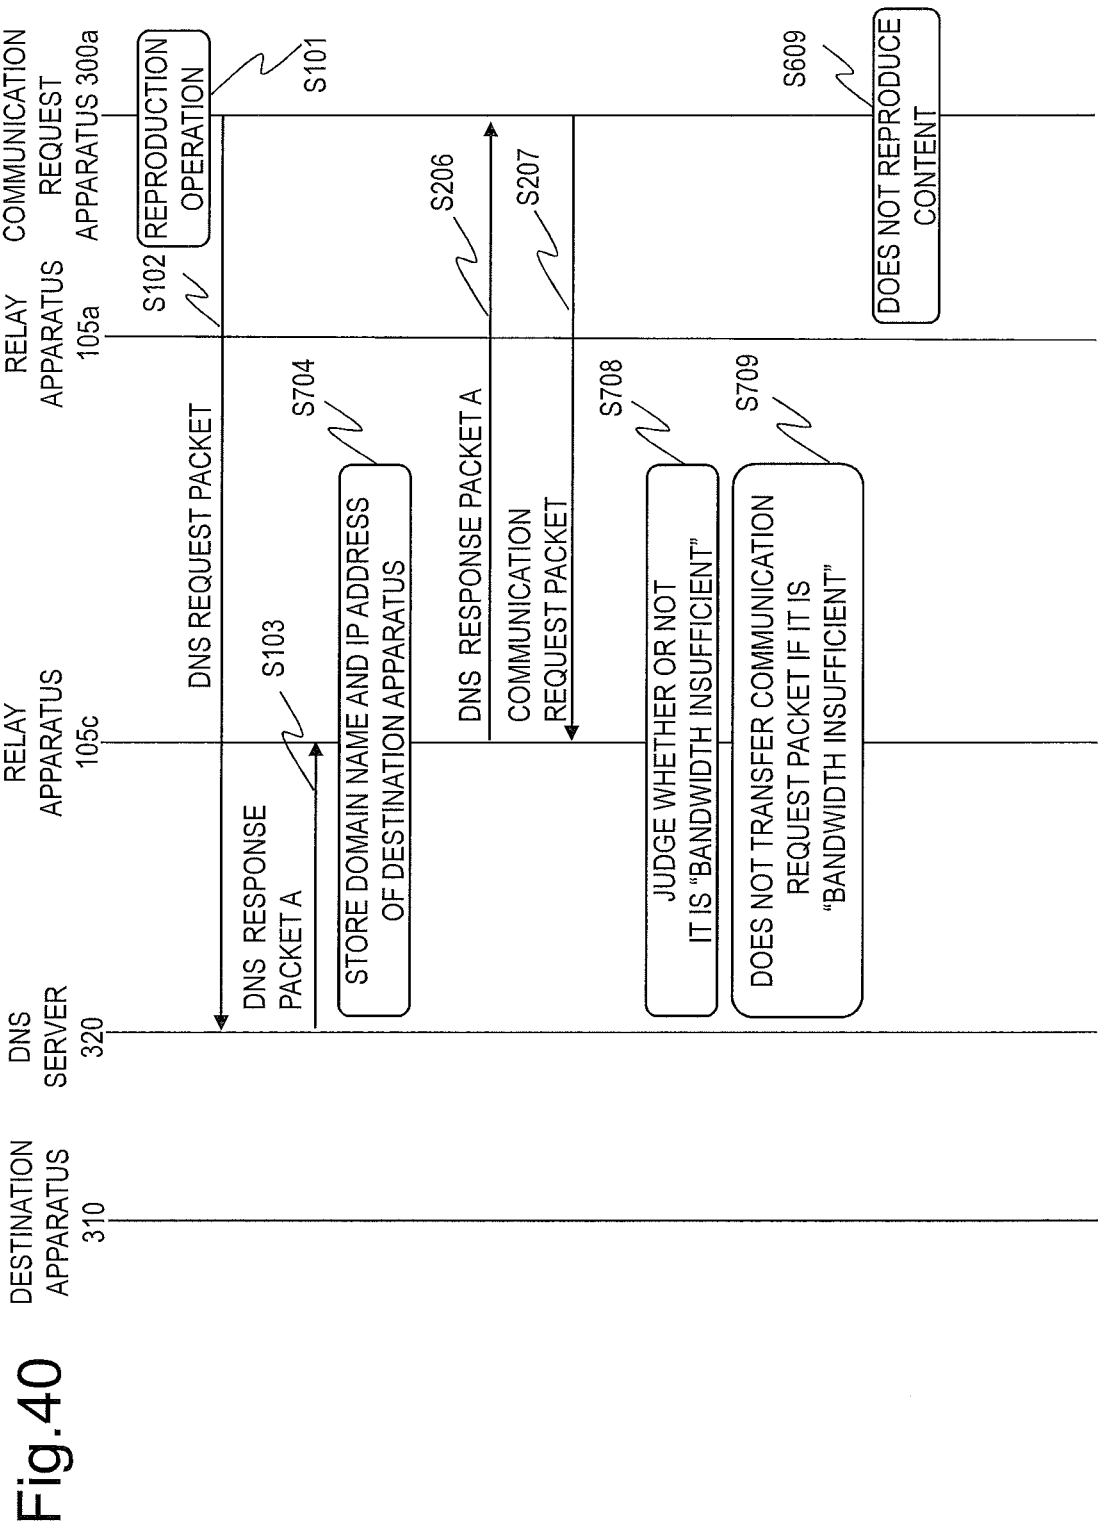 Fig.40
DESTINATION
APPARATUS
310
DNS
SERVER
320
RELAY
APPARATUS
105c
RELAY
APPARATUS
105a
COMMUNICATION
REQUEST
APPARATUS 300a
REPRODUCTION
OPERATION
S101
S102
DNS REQUEST PACKET
DNS RESPONSE
PACKET A
S103
STORE DOMAIN NAME AND IP ADDRESS
OF DESTINATION APPARATUS
S704
DNS RESPONSE PACKET A
S206
COMMUNICATION
REQUEST PACKET
S207
JUDGE WHETHER OR NOT
IT IS “BANDWIDTH INSUFFICIENT”
S708
DOES NOT TRANSFER COMMUNICATION
REQUEST PACKET IF IT IS
“BANDWIDTH INSUFFICIENT”
S709
DOES NOT REPRODUCE
CONTENT
S609